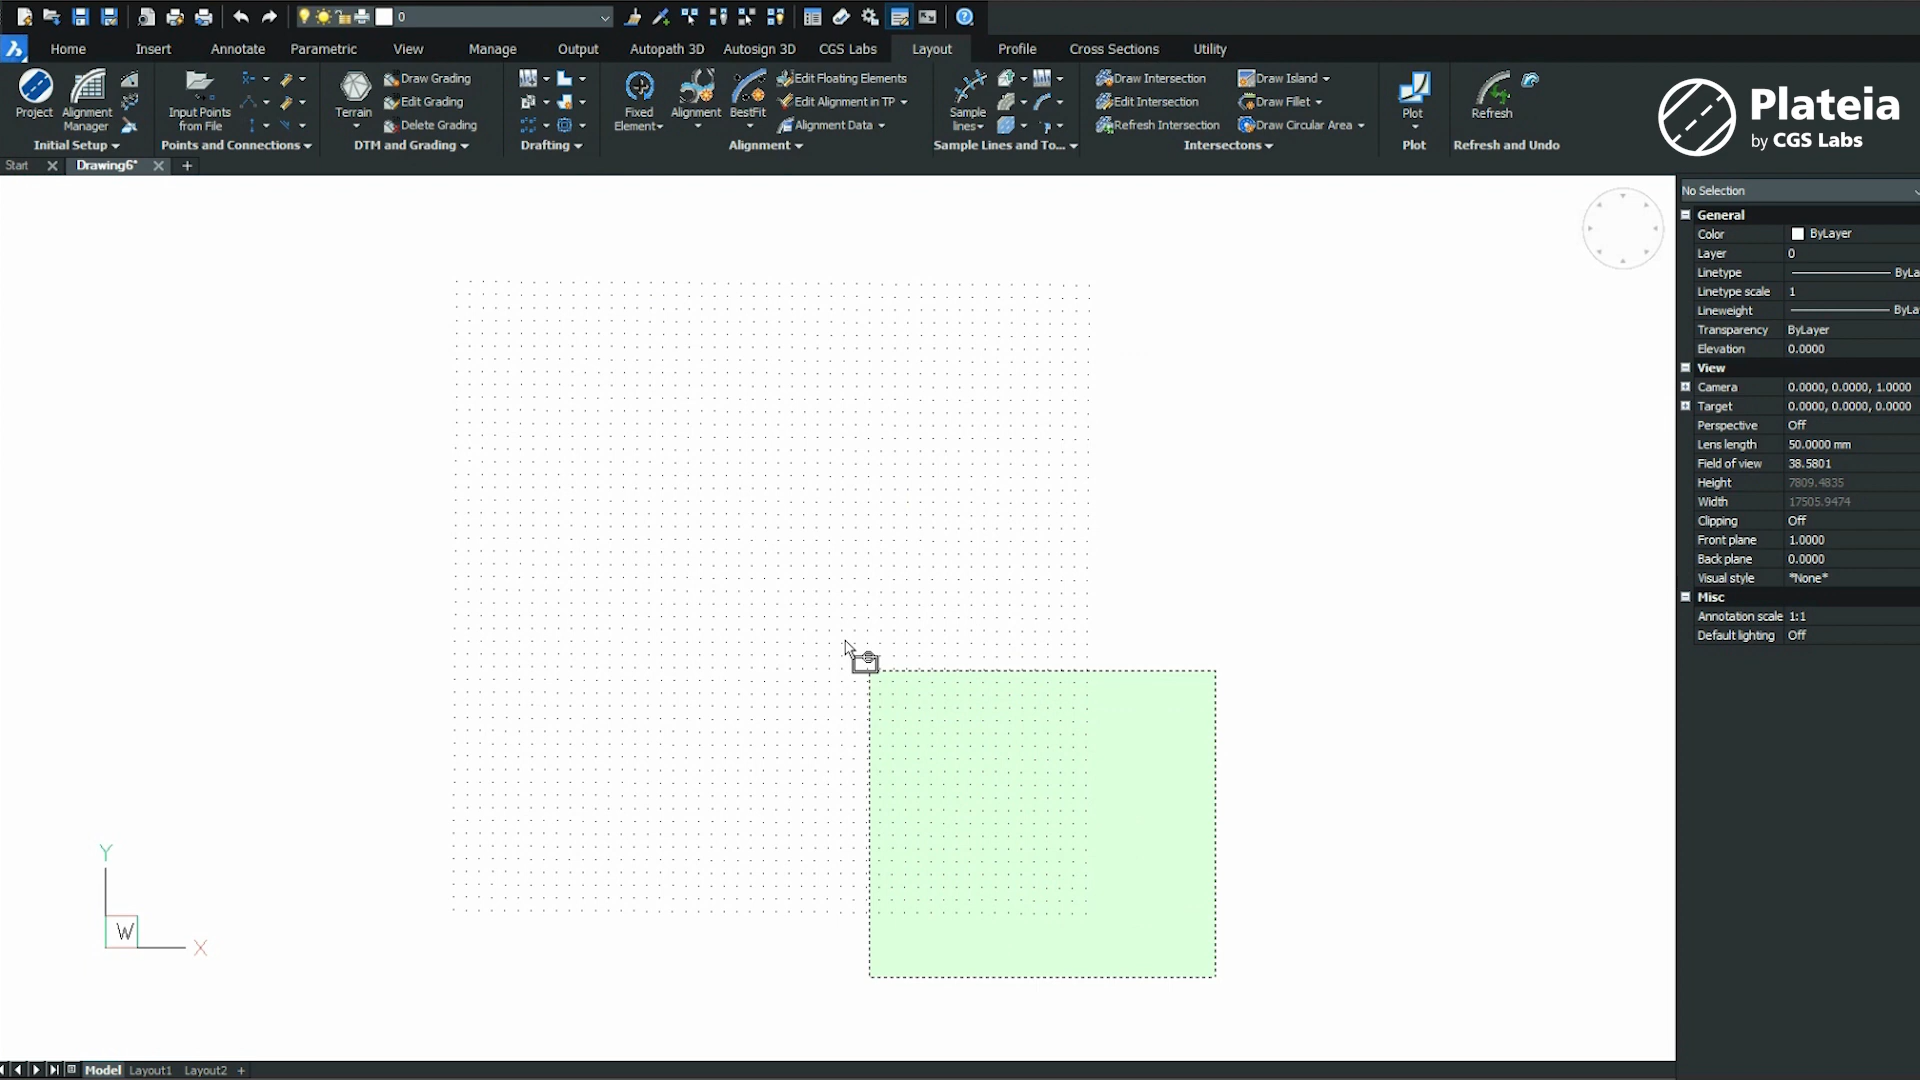 0
Home Insert Annotate Parametric View Manage Output Autopath 3D Autosign 3D CGS Labs Layout Profile Cross Sections Utility
Project
Alignment Manager
Initial Setup
Input Points from File
Points and Connections
Terrain
Draw Grading
Edit Grading
Delete Grading
DTM and Grading
Drafting
Fixed Element
Alignment
BestFit
Edit Floating Elements
Edit Alignment in TP
Alignment Data
Alignment
Sample lines
Sample Lines and To...
Draw Intersection
Edit Intersection
Refresh Intersection
Draw Island
Draw Fillet
Draw Circular Area
Intersectons
Plot
Plot
Refresh
Refresh and Undo
Plateia
by CGS Labs
Start
Drawing6*
No Selection
General
Color ByLayer
Layer 0
Linetype ByLa
Linetype scale 1
Lineweight ByLa
Transparency ByLayer
Elevation 0.0000
View
Camera 0.0000, 0.0000, 1.0000
Target 0.0000, 0.0000, 0.0000
Perspective Off
Lens length 50.0000 mm
Field of view 38.5801
Height 7809.4835
Width 17505.9474
Clipping Off
Front plane 1.0000
Back plane 0.0000
Visual style *None*
Misc
Annotation scale 1:1
Default lighting Off
Y
W
X
Model Layout1 Layout2 +